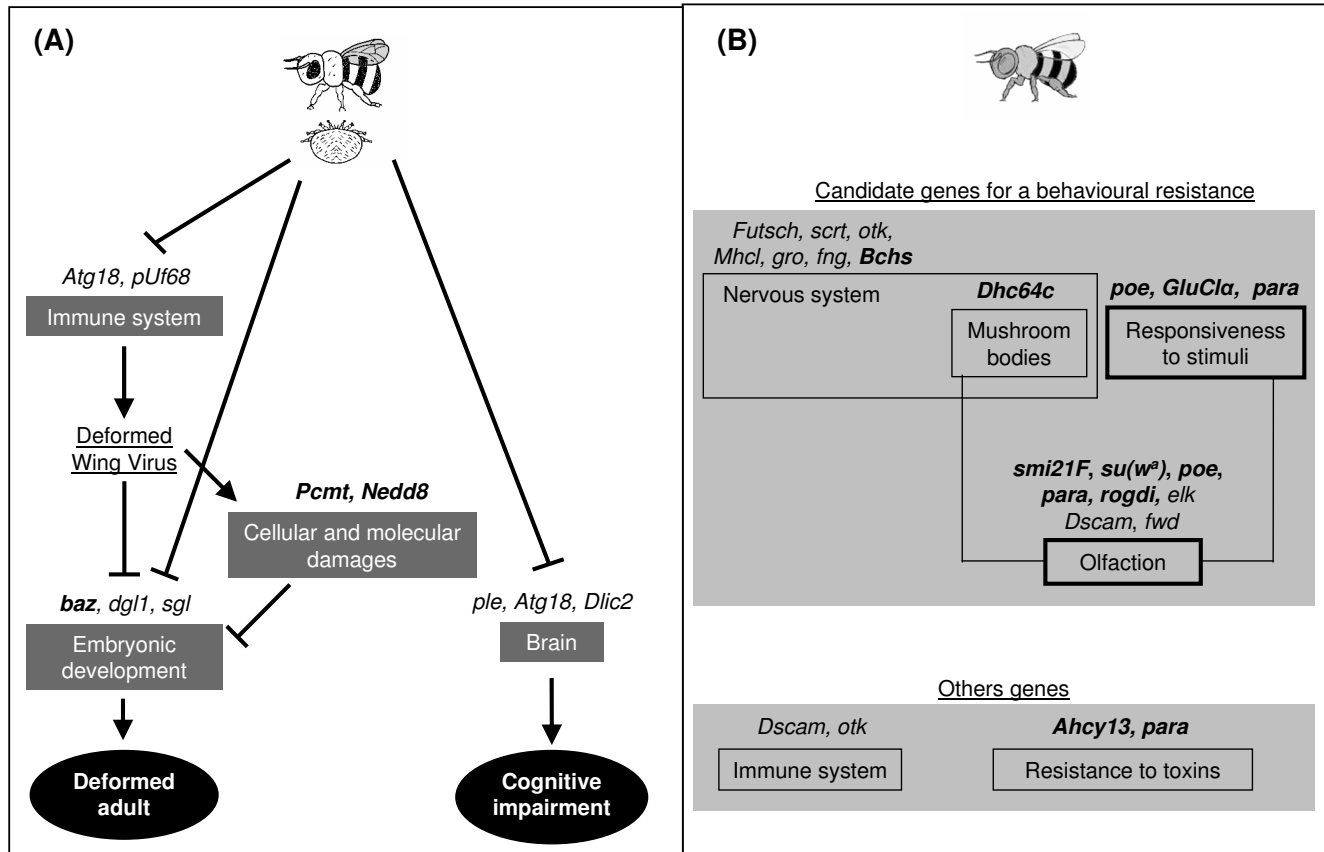 (A)
Atg18, pUf68
Immune system
Deformed
Wing Virus
Pcmt, Nedd8
Cellular and molecular
damages
baz, dgl1, sgl
Embryonic
development
ple, Atg18, Dlic2
Brain
Deformed
adult
Cognitive
impairment
(B)
Candidate genes for a behavioural resistance
Futsch, scrt, otk,
Mhcl, gro, fng, Bchs
Nervous system
Dhc64c
Mushroom
bodies
poe, GluClα, para
Responsiveness
to stimuli
smi21F, su(wᵃ), poe,
para, rogdi, elk
Dscam, fwd
Olfaction
Others genes
Dscam, otk
Immune system
Ahcy13, para
Resistance to toxins